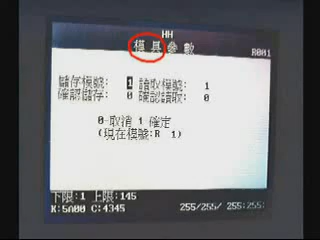 HH
模具參數 R001
儲存模號: 1 讀取模號: 1
確認儲存: 0 確認讀取: 0
0-取消 1 確定
(現在模號:R 1)
下限:1 上限:145
K:5A00 C:4345 255/255/ 255:255: